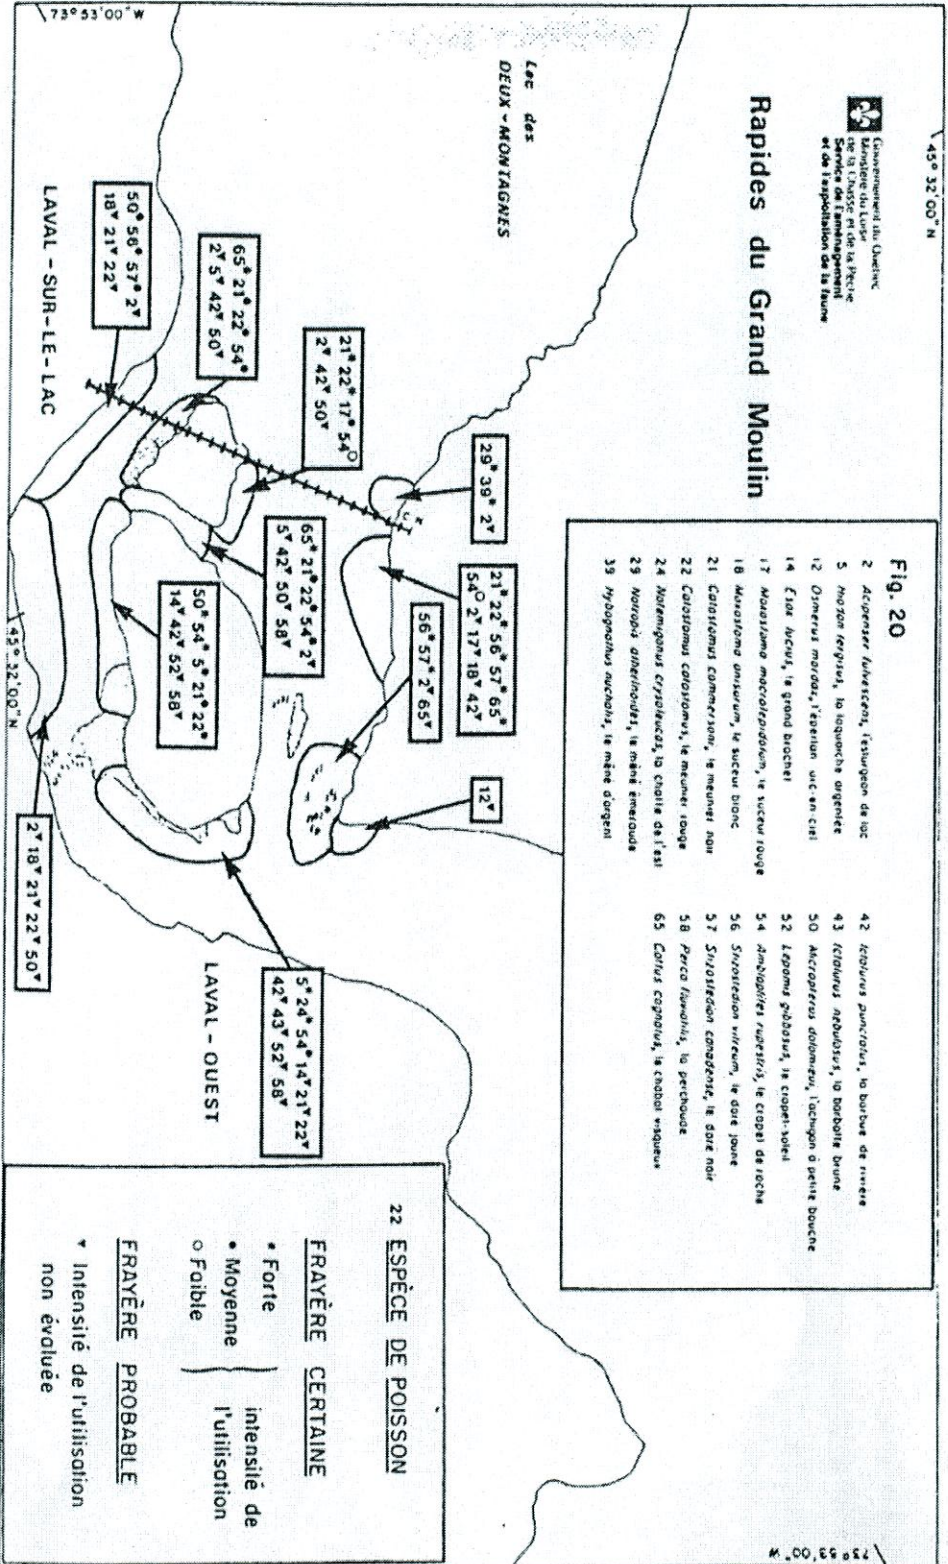 45° 32'00" N
73° 53'00" W
Gouvernement du Québec
Ministère du Loisir
de la Chasse et de la Pêche
Service de l'aménagement
et de l'exploitation de la faune
Rapides du Grand Moulin
Lac des
DEUX-MONTAGNES
Fig. 20
2 Acipenser fulvescens, l'esturgeon de lac
5 Hiodon tergisus, la laquaiche argentée
12 Osmerus mordax, l'éperlan arc-en-ciel
14 Esox lucius, le grand brochet
17 Moxostoma macrolepidotum, le suceur rouge
18 Moxostoma anisurum, le suceur blanc
21 Catostomus commersoni, le meunier noir
22 Catostomus catostomus, le meunier rouge
24 Notemigonus crysoleucas, la chatte de l'est
29 Notropis atherinoides, le méné émeraude
39 Hybognathus nuchalis, le méné d'argent
42 Ictalurus punctatus, la barbue de rivière
43 Ictalurus nebulosus, la barbotte brune
50 Micropterus dolomieui, l'achigan à petite bouche
52 Lepomis gibbosus, le crapet-soleil
54 Ambloplites rupestris, le crapet de roche
56 Stizostedion vitreum, le doré jaune
57 Stizostedion canadense, le doré noir
58 Perca flavescens, la perchaude
65 Cottus cognatus, le chabot visqueux
29• 39• 2▼
21• 22• 56• 57• 65•
54○ 2▼ 17▼ 18▼ 42▼
56• 57• 2▼ 65▼
12▼
21• 22• 17• 54○
2▼ 42▼ 50▼
65• 21• 22• 54• 2▼
5▼ 42▼ 50▼ 58▼
65• 21• 22• 54•
2▼ 5▼ 42▼ 50▼
50• 54• 5• 21• 22•
14▼ 42▼ 52▼ 58▼
50• 56• 57• 2▼
18▼ 21▼ 22▼
5• 24• 54• 14▼ 21▼ 22▼
42▼ 43▼ 52▼ 58▼
2▼ 18▼ 21▼ 22▼ 50▼
LAVAL-SUR-LE-LAC
LAVAL-OUEST
45° 32'00" N
73° 53'00" W
22 ESPÈCE DE POISSON
FRAYÈRE CERTAINE
* Forte
• Moyenne
○ Faible
intensité de
l'utilisation
FRAYÈRE PROBABLE
▼ Intensité de l'utilisation
non évaluée